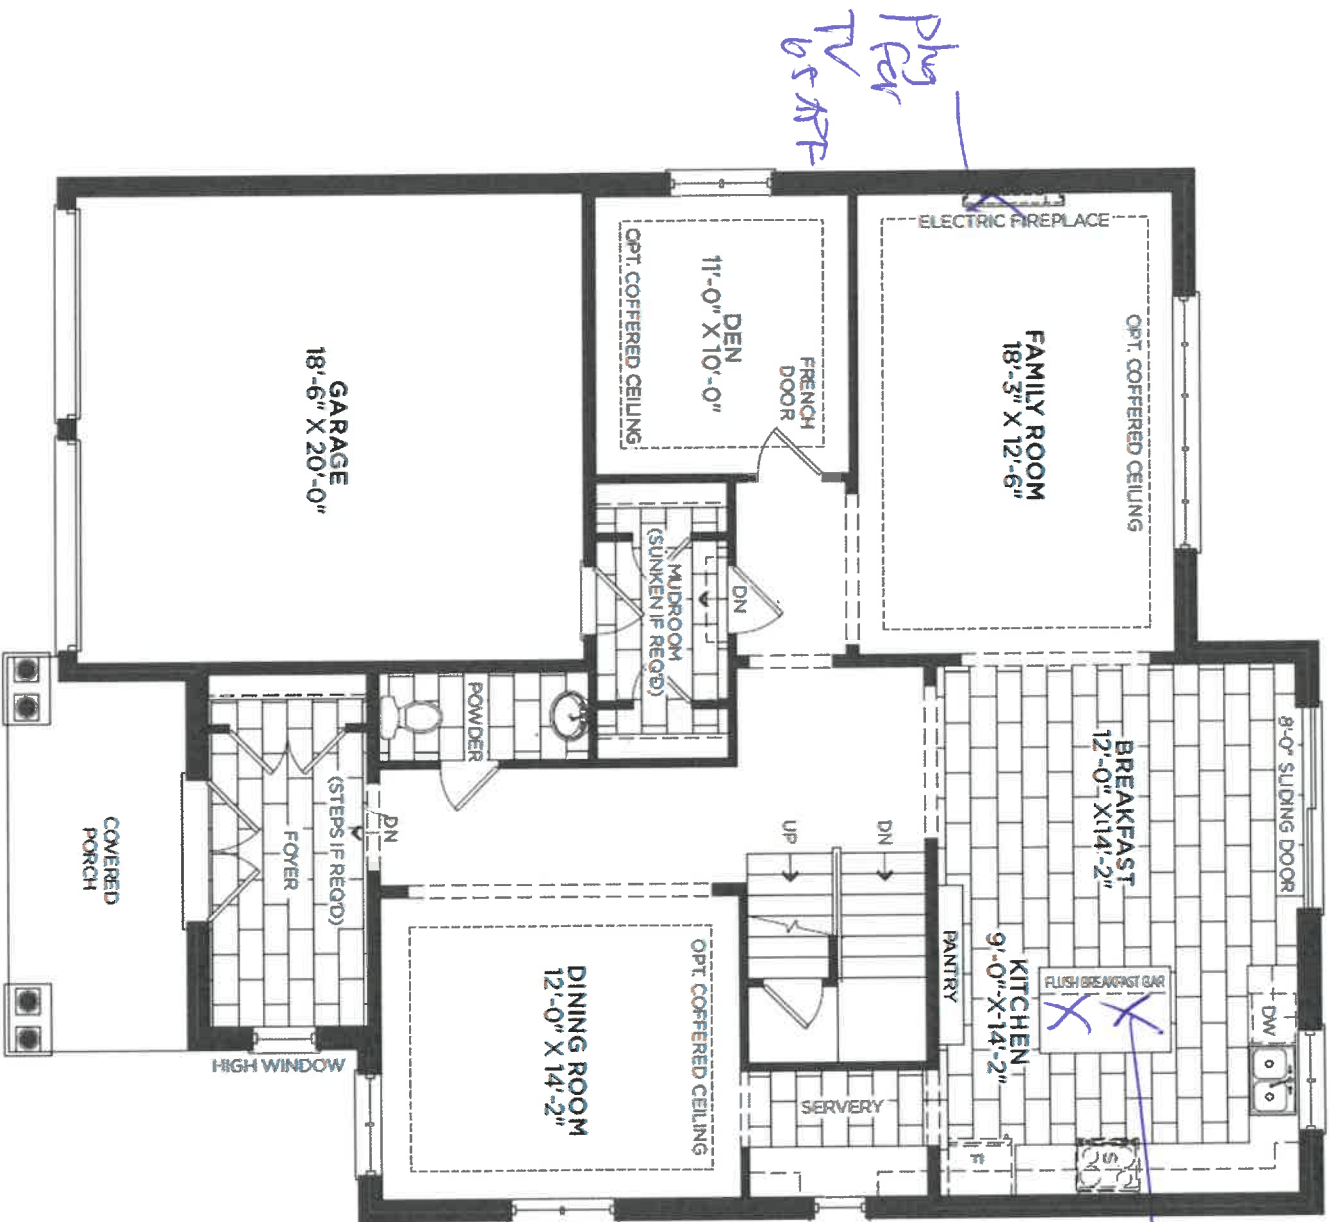 Plug
for
TV
65 AFF
ELECTRIC FIREPLACE
OPT. COFFERED CEILING
FAMILY ROOM
18'-3" X 12'-6"
FRENCH
DOOR
DEN
11'-0" X 10'-0"
OPT. COFFERED CEILING
GARAGE
18'-6" X 20'-0"
DN
MUDROOM
(SUNKEN IF REQ'D)
POWDER
8'-0" SLIDING DOOR
BREAKFAST
12'-0" X 14'-2"
DN
UP
DN
(STEPS IF REQ'D)
FOYER
COVERED
PORCH
DW
FLUSH BREAKFAST BAR
X X
KITCHEN
9'-0" X 14'-2"
PANTRY
OPT. COFFERED CEILING
DINING ROOM
12'-0" X 14'-2"
HIGH WINDOW
SERVERY
F
S